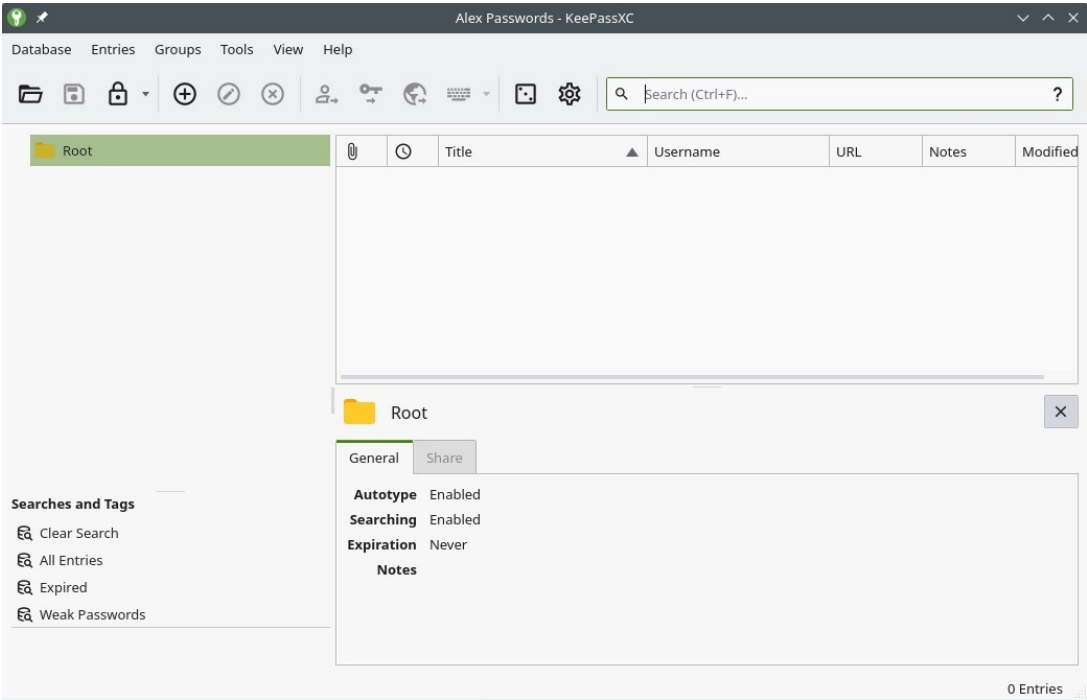 Alex Passwords - KeePassXC
Database Entries Groups Tools View Help
Search (Ctrl+F)... ?
Root
Title Username URL Notes Modified
Root
General Share
Autotype Enabled
Searching Enabled
Expiration Never
Notes
Searches and Tags
Clear Search
All Entries
Expired
Weak Passwords
0 Entries